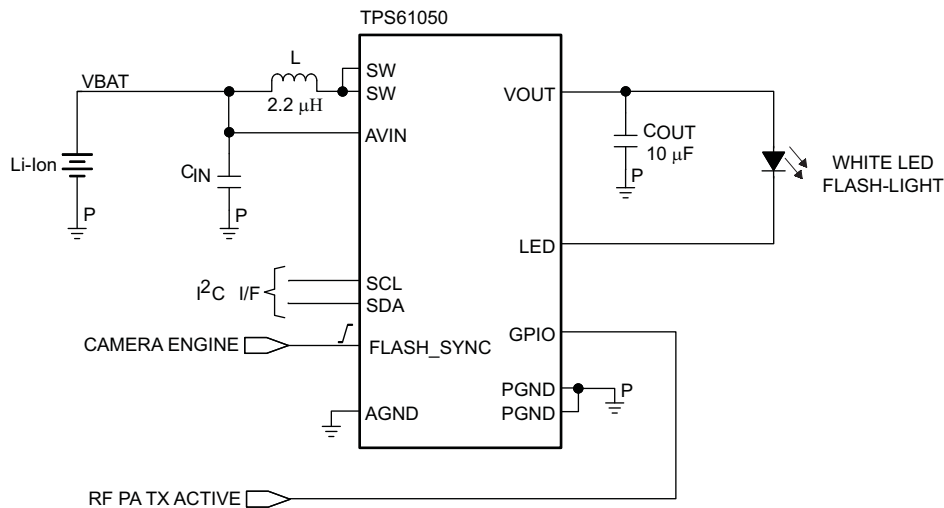 TPS61050
L
SW
VBAT
SW
VOUT
2.2 μH
COUT
AVIN
10 μF
Li-Ion
CIN
P
WHITE LED
FLASH-LIGHT
P
P
LED
SCL
I2C I/F
SDA
GPIO
CAMERA ENGINE
FLASH_SYNC
PGND
P
PGND
AGND
RF PA TX ACTIVE